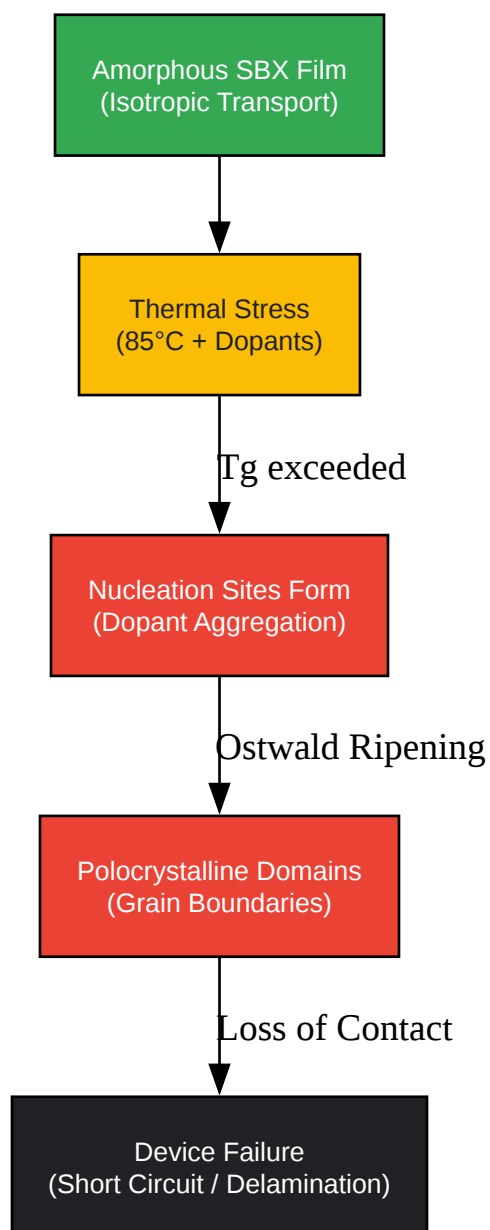 Amorphous SBX Film
(Isotropic Transport)
Thermal Stress
(85°C + Dopants)
Tg exceeded
Nucleation Sites Form
(Dopant Aggregation)
Ostwald Ripening
Polocrystalline Domains
(Grain Boundaries)
Loss of Contact
Device Failure
(Short Circuit / Delamination)